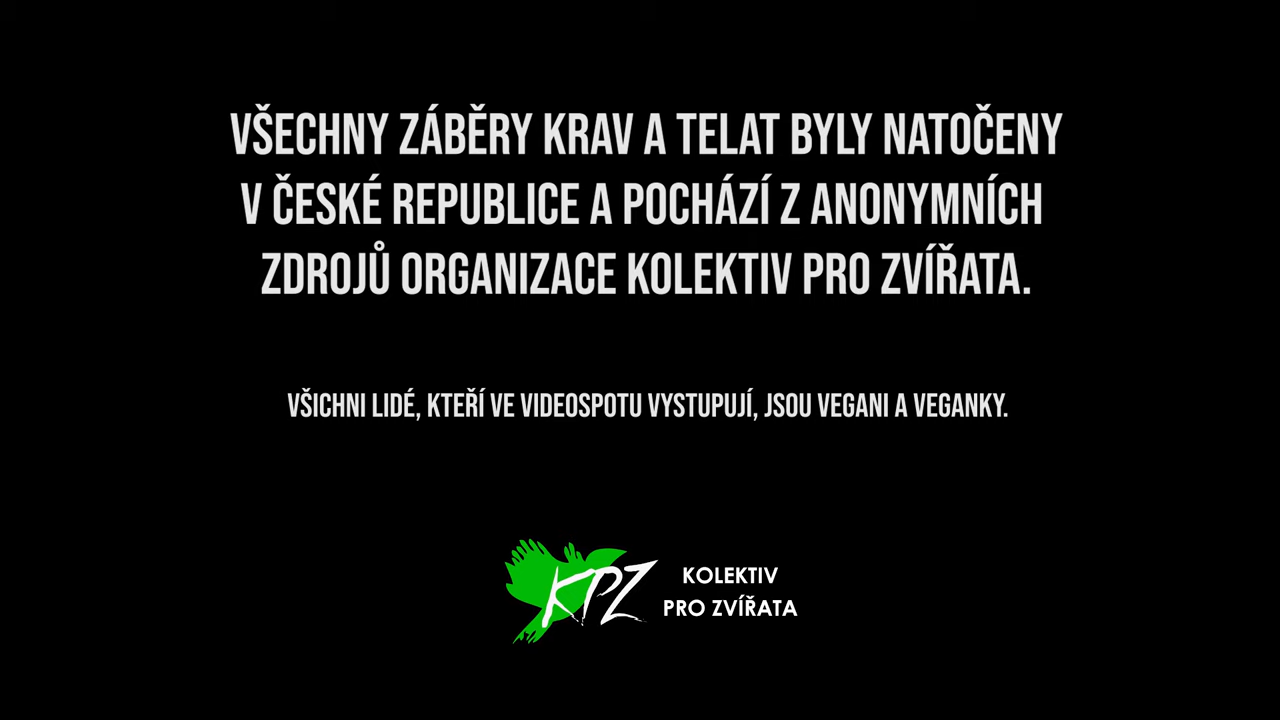 VŠECHNY ZÁBĚRY KRAV A TELAT BYLY NATOČENY
V ČESKÉ REPUBLICE A POCHÁZÍ Z ANONYMNÍCH
ZDROJŮ ORGANIZACE KOLEKTIV PRO ZVÍŘATA.
VŠICHNI LIDÉ, KTEŘÍ VE VIDEOSPOTU VYSTUPUJÍ, JSOU VEGANI A VEGANKY.
KPZ
KOLEKTIV
PRO ZVÍŘATA